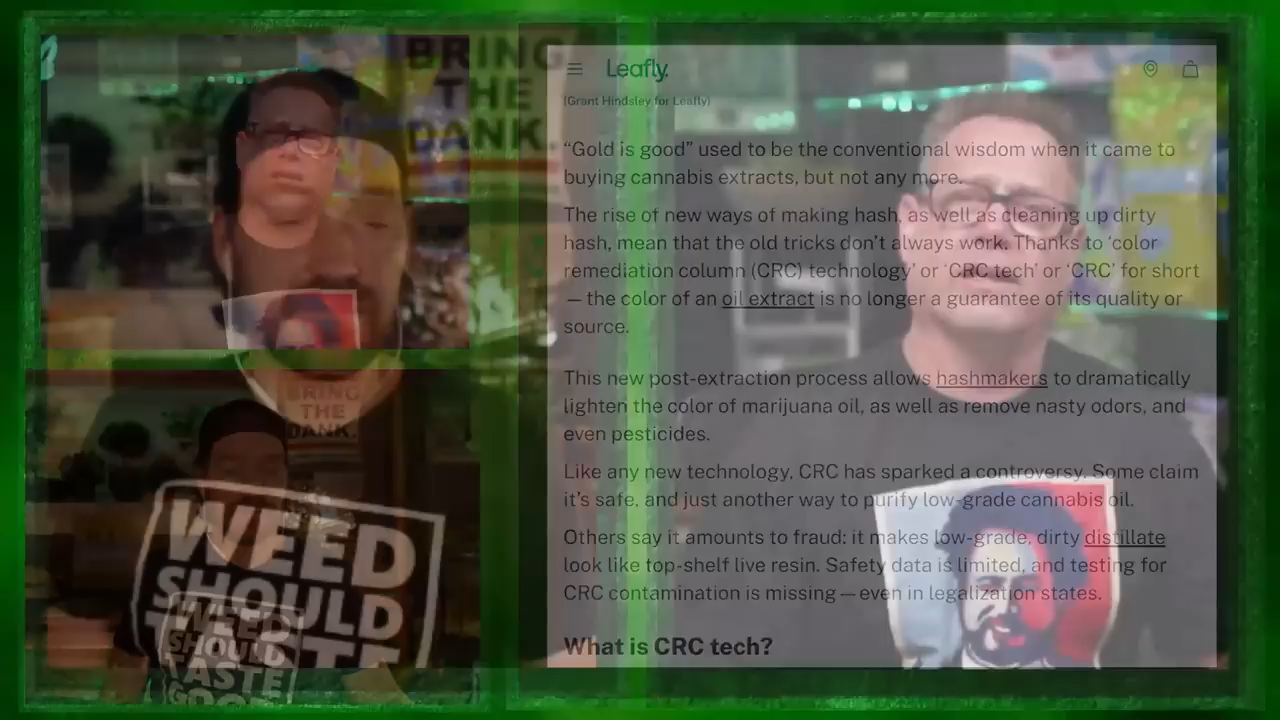 BRING
THE
DANK.
BRING
THE
DANK.
WEED
SHOULD
TASTE
WEED
SHOULD
TASTE
GOOD
Leafly.
(Grant Hindsley for Leafly)
“Gold is good” used to be the conventional wisdom when it came to
buying cannabis extracts, but not any more.
The rise of new ways of making hash, as well as cleaning up dirty
hash, mean that the old tricks don’t always work. Thanks to ‘color
remediation column (CRC) technology’ or ‘CRC tech’ or ‘CRC’ for short
— the color of an oil extract is no longer a guarantee of its quality or
source.
This new post-extraction process allows hashmakers to dramatically
lighten the color of marijuana oil, as well as remove nasty odors, and
even pesticides.
Like any new technology, CRC has sparked a controversy. Some claim
it’s safe, and just another way to purify low-grade cannabis oil.
Others say it amounts to fraud: it makes low-grade, dirty distillate
look like top-shelf live resin. Safety data is limited, and testing for
CRC contamination is missing — even in legalization states.
What is CRC tech?